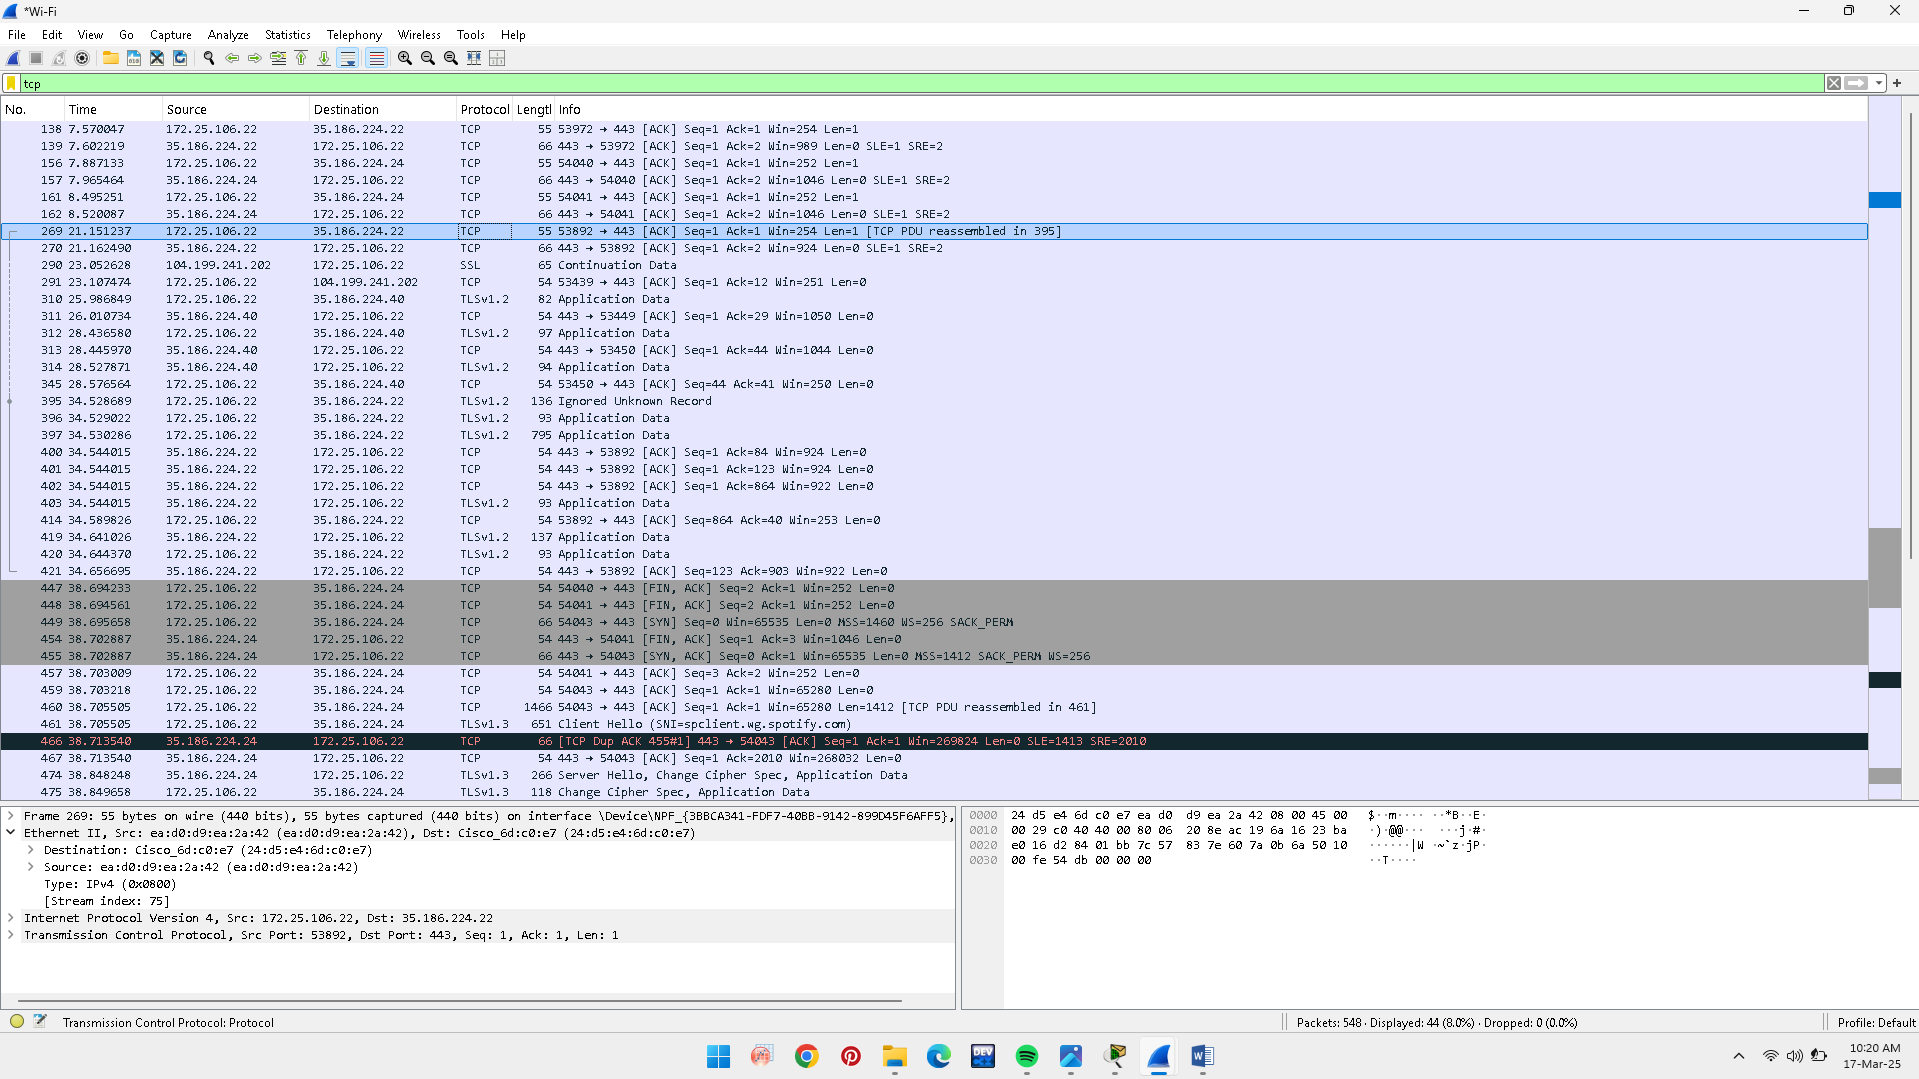 *Wi-Fi
File Edit View Go Capture Analyze Statistics Telephony Wireless Tools Help
tcp
No. Time Source Destination Protocol Lengtl Info
138 7.570047 172.25.106.22 35.186.224.22 TCP 55 53972 → 443 [ACK] Seq=1 Ack=1 Win=254 Len=1
139 7.602219 35.186.224.22 172.25.106.22 TCP 66 443 → 53972 [ACK] Seq=1 Ack=2 Win=989 Len=0 SLE=1 SRE=2
156 7.887133 172.25.106.22 35.186.224.24 TCP 55 54040 → 443 [ACK] Seq=1 Ack=1 Win=252 Len=1
157 7.965464 35.186.224.24 172.25.106.22 TCP 66 443 → 54040 [ACK] Seq=1 Ack=2 Win=1046 Len=0 SLE=1 SRE=2
161 8.495251 172.25.106.22 35.186.224.24 TCP 55 54041 → 443 [ACK] Seq=1 Ack=1 Win=252 Len=1
162 8.520087 35.186.224.24 172.25.106.22 TCP 66 443 → 54041 [ACK] Seq=1 Ack=2 Win=1046 Len=0 SLE=1 SRE=2
269 21.151237 172.25.106.22 35.186.224.22 TCP 55 53892 → 443 [ACK] Seq=1 Ack=1 Win=254 Len=1 [TCP PDU reassembled in 395]
270 21.162490 35.186.224.22 172.25.106.22 TCP 66 443 → 53892 [ACK] Seq=1 Ack=2 Win=924 Len=0 SLE=1 SRE=2
290 23.052628 104.199.241.202 172.25.106.22 SSL 65 Continuation Data
291 23.107474 172.25.106.22 104.199.241.202 TCP 54 53439 → 443 [ACK] Seq=1 Ack=12 Win=251 Len=0
310 25.986849 172.25.106.22 35.186.224.40 TLSv1.2 82 Application Data
311 26.010734 35.186.224.40 172.25.106.22 TCP 54 443 → 53449 [ACK] Seq=1 Ack=29 Win=1050 Len=0
312 28.436580 172.25.106.22 35.186.224.40 TLSv1.2 97 Application Data
313 28.445970 35.186.224.40 172.25.106.22 TCP 54 443 → 53450 [ACK] Seq=1 Ack=44 Win=1044 Len=0
314 28.527871 35.186.224.40 172.25.106.22 TLSv1.2 94 Application Data
345 28.576564 172.25.106.22 35.186.224.40 TCP 54 53450 → 443 [ACK] Seq=44 Ack=41 Win=250 Len=0
395 34.528689 172.25.106.22 35.186.224.22 TLSv1.2 136 Ignored Unknown Record
396 34.529022 172.25.106.22 35.186.224.22 TLSv1.2 93 Application Data
397 34.530286 172.25.106.22 35.186.224.22 TLSv1.2 795 Application Data
400 34.544015 35.186.224.22 172.25.106.22 TCP 54 443 → 53892 [ACK] Seq=1 Ack=84 Win=924 Len=0
401 34.544015 35.186.224.22 172.25.106.22 TCP 54 443 → 53892 [ACK] Seq=1 Ack=123 Win=924 Len=0
402 34.544015 35.186.224.22 172.25.106.22 TCP 54 443 → 53892 [ACK] Seq=1 Ack=864 Win=922 Len=0
403 34.544015 35.186.224.22 172.25.106.22 TLSv1.2 93 Application Data
414 34.589826 172.25.106.22 35.186.224.22 TCP 54 53892 → 443 [ACK] Seq=864 Ack=40 Win=253 Len=0
419 34.641026 35.186.224.22 172.25.106.22 TLSv1.2 137 Application Data
420 34.644370 172.25.106.22 35.186.224.22 TLSv1.2 93 Application Data
421 34.656695 35.186.224.22 172.25.106.22 TCP 54 443 → 53892 [ACK] Seq=123 Ack=903 Win=922 Len=0
447 38.694233 172.25.106.22 35.186.224.24 TCP 54 54040 → 443 [FIN, ACK] Seq=2 Ack=1 Win=252 Len=0
448 38.694561 172.25.106.22 35.186.224.24 TCP 54 54041 → 443 [FIN, ACK] Seq=2 Ack=1 Win=252 Len=0
449 38.695658 172.25.106.22 35.186.224.24 TCP 66 54043 → 443 [SYN] Seq=0 Win=65535 Len=0 MSS=1460 WS=256 SACK_PERM
454 38.702887 35.186.224.24 172.25.106.22 TCP 54 443 → 54041 [FIN, ACK] Seq=1 Ack=3 Win=1046 Len=0
455 38.702887 35.186.224.24 172.25.106.22 TCP 66 443 → 54043 [SYN, ACK] Seq=0 Ack=1 Win=65535 Len=0 MSS=1412 SACK_PERM WS=256
457 38.703009 172.25.106.22 35.186.224.24 TCP 54 54041 → 443 [ACK] Seq=3 Ack=2 Win=252 Len=0
459 38.703218 172.25.106.22 35.186.224.24 TCP 54 54043 → 443 [ACK] Seq=1 Ack=1 Win=65280 Len=0
460 38.705505 172.25.106.22 35.186.224.24 TCP 1466 54043 → 443 [ACK] Seq=1 Ack=1 Win=65280 Len=1412 [TCP PDU reassembled in 461]
461 38.705505 172.25.106.22 35.186.224.24 TLSv1.3 651 Client Hello (SNI=spclient.wg.spotify.com)
466 38.713540 35.186.224.24 172.25.106.22 TCP 66 [TCP Dup ACK 455#1] 443 → 54043 [ACK] Seq=1 Ack=1 Win=269824 Len=0 SLE=1413 SRE=2010
467 38.713540 35.186.224.24 172.25.106.22 TCP 54 443 → 54043 [ACK] Seq=1 Ack=2010 Win=268032 Len=0
474 38.848248 35.186.224.24 172.25.106.22 TLSv1.3 266 Server Hello, Change Cipher Spec, Application Data
475 38.849658 172.25.106.22 35.186.224.24 TLSv1.3 118 Change Cipher Spec, Application Data
Frame 269: 55 bytes on wire (440 bits), 55 bytes captured (440 bits) on interface \Device\NPF_{3BBCA341-FDF7-40BB-9142-899D45F6AFF5},
Ethernet II, Src: ea:d0:d9:ea:2a:42 (ea:d0:d9:ea:2a:42), Dst: Cisco_6d:c0:e7 (24:d5:e4:6d:c0:e7)
Destination: Cisco_6d:c0:e7 (24:d5:e4:6d:c0:e7)
Source: ea:d0:d9:ea:2a:42 (ea:d0:d9:ea:2a:42)
Type: IPv4 (0x0800)
[Stream index: 75]
Internet Protocol Version 4, Src: 172.25.106.22, Dst: 35.186.224.22
Transmission Control Protocol, Src Port: 53892, Dst Port: 443, Seq: 1, Ack: 1, Len: 1
0000 24 d5 e4 6d c0 e7 ea d0 d9 ea 2a 42 08 00 45 00 $··m···· ··*B··E·
0010 00 29 c0 40 40 00 80 06 20 8e ac 19 6a 16 23 ba ·)·@@··· ···j·#·
0020 e0 16 d2 84 01 bb 7c 57 83 7e 60 7a 0b 6a 50 10 ······|W ·~`z·jP·
0030 00 fe 54 db 00 00 00 ··T····
Transmission Control Protocol: Protocol
Packets: 548 · Displayed: 44 (8.0%) · Dropped: 0 (0.0%)
Profile: Default
DEV
W
10:20 AM
17-Mar-25